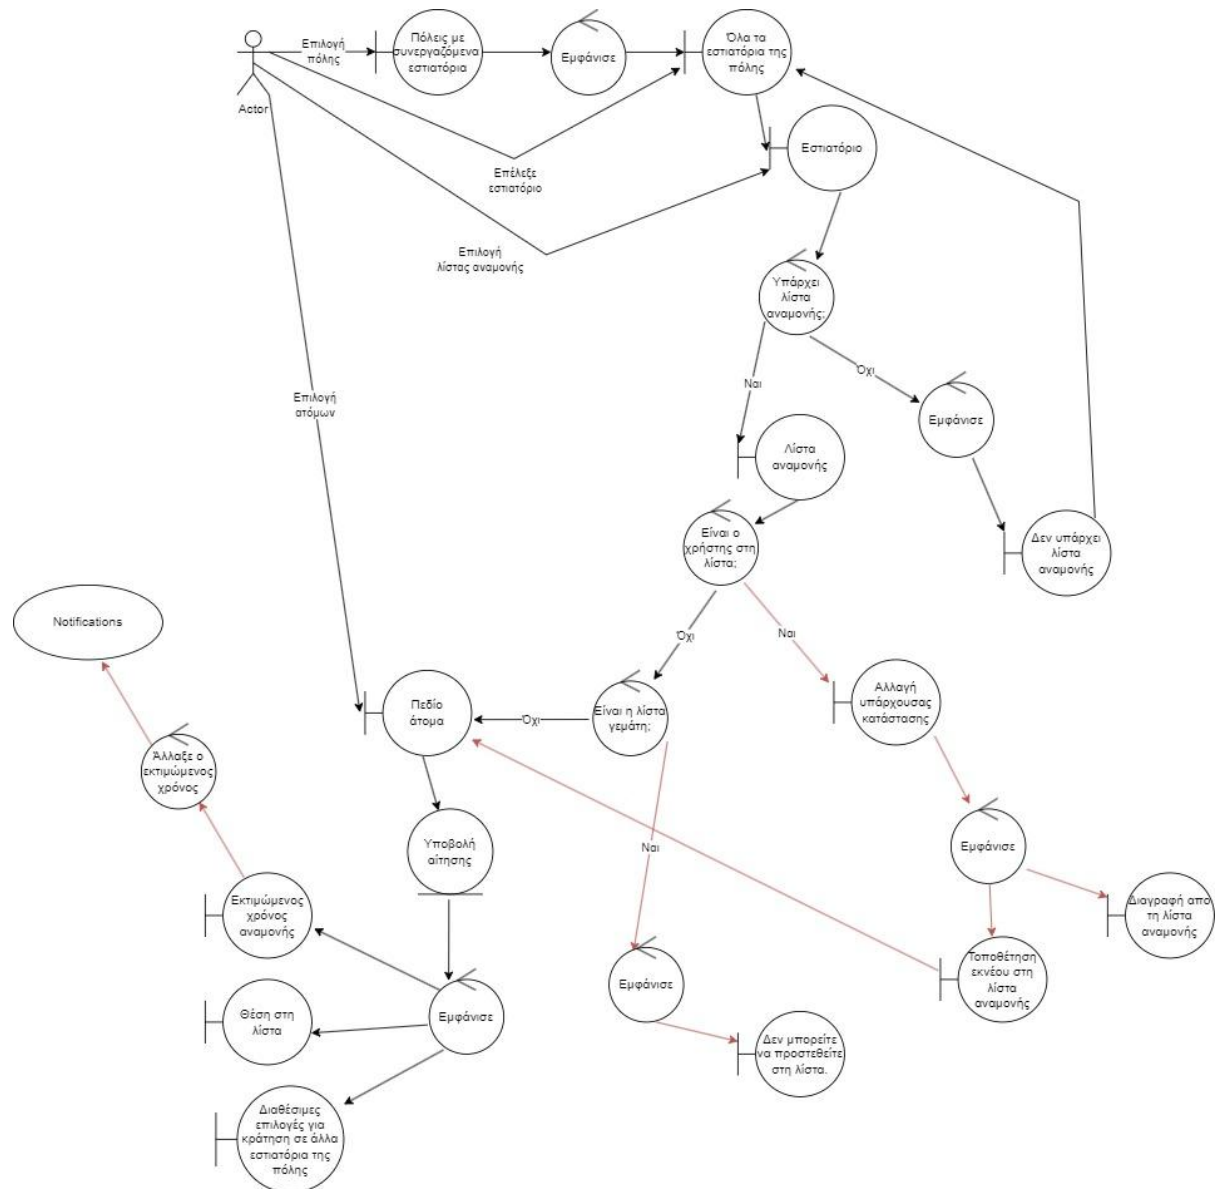 Επιλογή
πόλης
Πόλεις με
συνεργαζόμενα
εστιατόρια
Εμφάνισε
Όλα τα
εστιατόρια της
πόλης
Actor
Εστιατόριο
Επέλεξε
εστιατόριο
Επιλογή
λίστας αναμονής
Υπάρχει
λίστα
αναμονής;
Ναι
Όχι
Επιλογή
ατόμων
Εμφάνισε
Λίστα
αναμονής
Είναι ο
χρήστης στη
λίστα;
Δεν υπάρχει
λίστα
αναμονής
Notifications
Όχι
Ναι
Πεδίο
άτομα
Όχι
Είναι η λίστα
γεμάτη;
Αλλαγή
υπάρχουσας
κατάστασης
Άλλαξε ο
εκτιμώμενος
χρόνος
Υποβολή
αίτησης
Ναι
Εμφάνισε
Εκτιμώμενος
χρόνος
αναμονής
Διαγραφή απο
τη λίστα
αναμονής
Τοποθέτηση
εκνέου στη
λίστα
αναμονής
Εμφάνισε
Θέση στη
λίστα
Εμφάνισε
Δεν μπορείτε
να προστεθείτε
στη λίστα.
Διαθέσιμες
επιλογές για
κράτηση σε άλλα
εστιατόρια της
πόλης